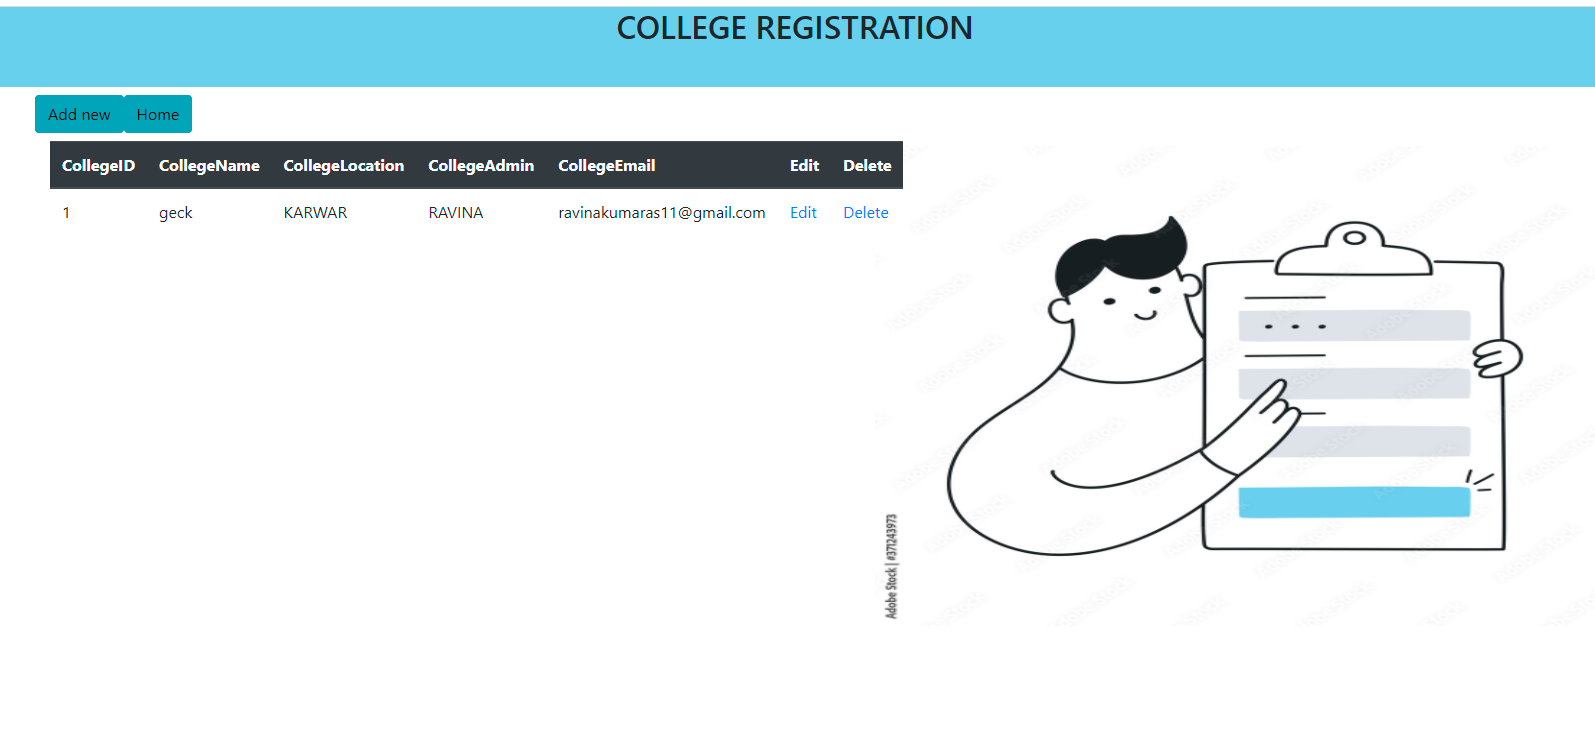 COLLEGE REGISTRATION
Add new Home
CollegeID CollegeName CollegeLocation CollegeAdmin CollegeEmail Edit Delete
1 geck KARWAR RAVINA ravinakumaras11@gmail.com Edit Delete
Adobe Stock | #371243973